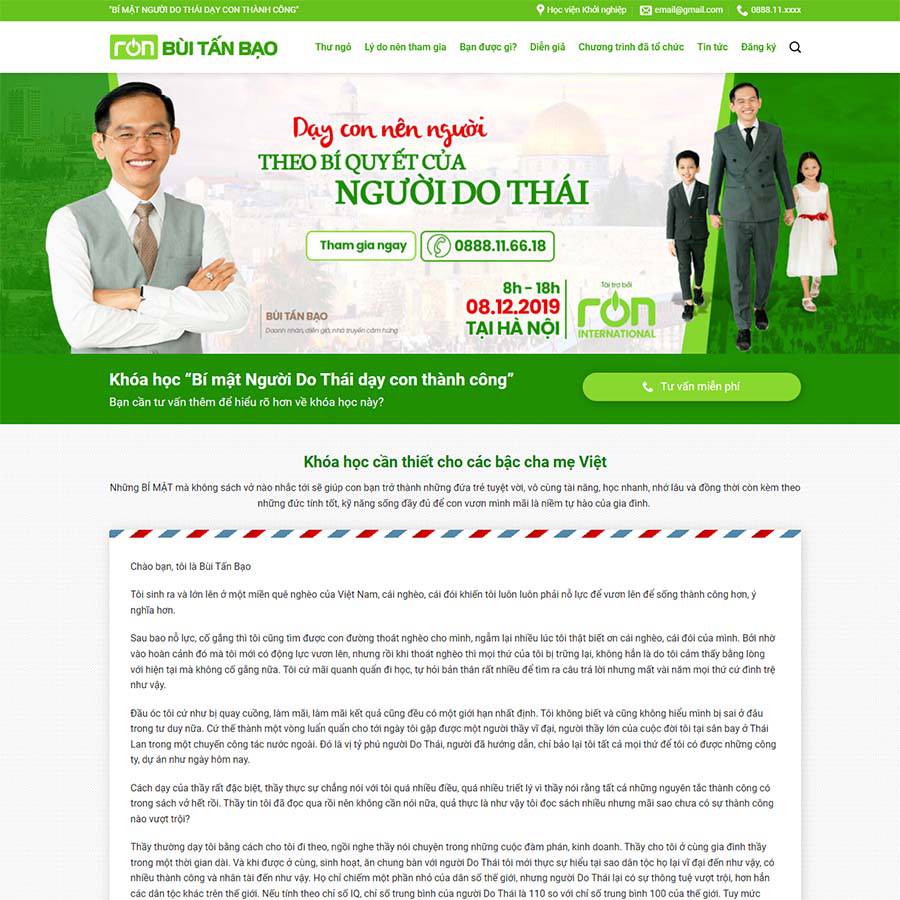 "BÍ MẬT NGƯỜI DO THÁI DẠY CON THÀNH CÔNG"
Học viện Khởi nghiệp
email@gmail.com
0888.11.xxxx
ron BÙI TẤN BẠO
Thư ngỏ
Lý do nên tham gia
Bạn được gì?
Diễn giả
Chương trình đã tổ chức
Tin tức
Đăng ký
Dạy con nên người
THEO BÍ QUYẾT CỦA
NGƯỜI DO THÁI
Tham gia ngay
0888.11.66.18
BÙI TẤN BẠO
Doanh nhân, diễn giả, nhà truyền cảm hứng
8h - 18h
08.12.2019
TẠI HÀ NỘI
Tài trợ bởi
ron
INTERNATIONAL
Khóa học “Bí mật Người Do Thái dạy con thành công”
Bạn cần tư vấn thêm để hiểu rõ hơn về khóa học này?
Tư vấn miễn phí
Khóa học cần thiết cho các bậc cha mẹ Việt
Những BÍ MẬT mà không sách vở nào nhắc tới sẽ giúp con bạn trở thành những đứa trẻ tuyệt vời, vô cùng tài năng, học nhanh, nhớ lâu và đồng thời còn kèm theo
những đức tính tốt, kỹ năng sống đầy đủ để con vươn mình mãi là niềm tự hào của gia đình.
Chào bạn, tôi là Bùi Tấn Bạo
Tôi sinh ra và lớn lên ở một miền quê nghèo của Việt Nam, cái nghèo, cái đói khiến tôi luôn luôn phải nỗ lực để vươn lên để sống thành công hơn, ý
nghĩa hơn.
Sau bao nỗ lực, cố gắng thì tôi cũng tìm được con đường thoát nghèo cho mình, ngẫm lại nhiều lúc tôi thật biết ơn cái nghèo, cái đói của mình. Bởi nhờ
vào hoàn cảnh đó mà tôi mới có động lực vươn lên, nhưng rồi khi thoát nghèo thì mọi thứ của tôi bị trững lại, không hẳn là do tôi cảm thấy bằng lòng
với hiện tại mà không cố gắng nữa. Tôi cứ mãi quanh quẩn đi học, tự hỏi bản thân rất nhiều để tìm ra câu trả lời nhưng mất vài năm mọi thứ cứ đình trệ
như vậy.
Đầu óc tôi cứ như bị quay cuồng, làm mãi, làm mãi kết quả cũng đều có một giới hạn nhất định. Tôi không biết và cũng không hiểu mình bị sai ở đâu
trong tư duy nữa. Cứ thế thành một vòng luẩn quẩn cho tới ngày tôi gặp được một người thầy vĩ đại, người thầy lớn của cuộc đời tôi tại sân bay ở Thái
Lan trong một chuyến công tác nước ngoài. Đó là vị tỷ phú người Do Thái, người đã hướng dẫn, chỉ bảo lại tôi tất cả mọi thứ để tôi có được những công
ty, dự án như ngày hôm nay.
Cách dạy của thầy rất đặc biệt, thầy thực sự chẳng nói với tôi quá nhiều điều, quá nhiều triết lý vì thầy nói rằng tất cả những nguyên tắc thành công có
trong sách vở hết rồi. Thầy tin tôi đã đọc qua rồi nên không cần nói nữa, quả thực là như vậy tôi đọc sách nhiều nhưng mãi sao chưa có sự thành công
nào vượt trội?
Thầy thường dạy tôi bằng cách cho tôi đi theo, ngồi nghe thầy nói chuyện trong những cuộc đàm phán, kinh doanh. Thầy cho tôi ở cùng gia đình thầy
trong một thời gian dài. Và khi được ở cùng, sinh hoạt, ăn chung bàn với người Do Thái tôi mới thực sự hiểu tại sao dân tộc họ lại vĩ đại đến như vậy, có
nhiều thành công và nhân tài đến như vậy. Họ chỉ chiếm một phần nhỏ của dân số thế giới, nhưng người Do Thái lại có sự thông tuệ vượt trội, hơn hẳn
các dân tộc khác trên thế giới. Nếu tính theo chỉ số IQ, chỉ số trung bình của người Do Thái là 110 so với chỉ số trung bình 100 của thế giới. Tuy mức